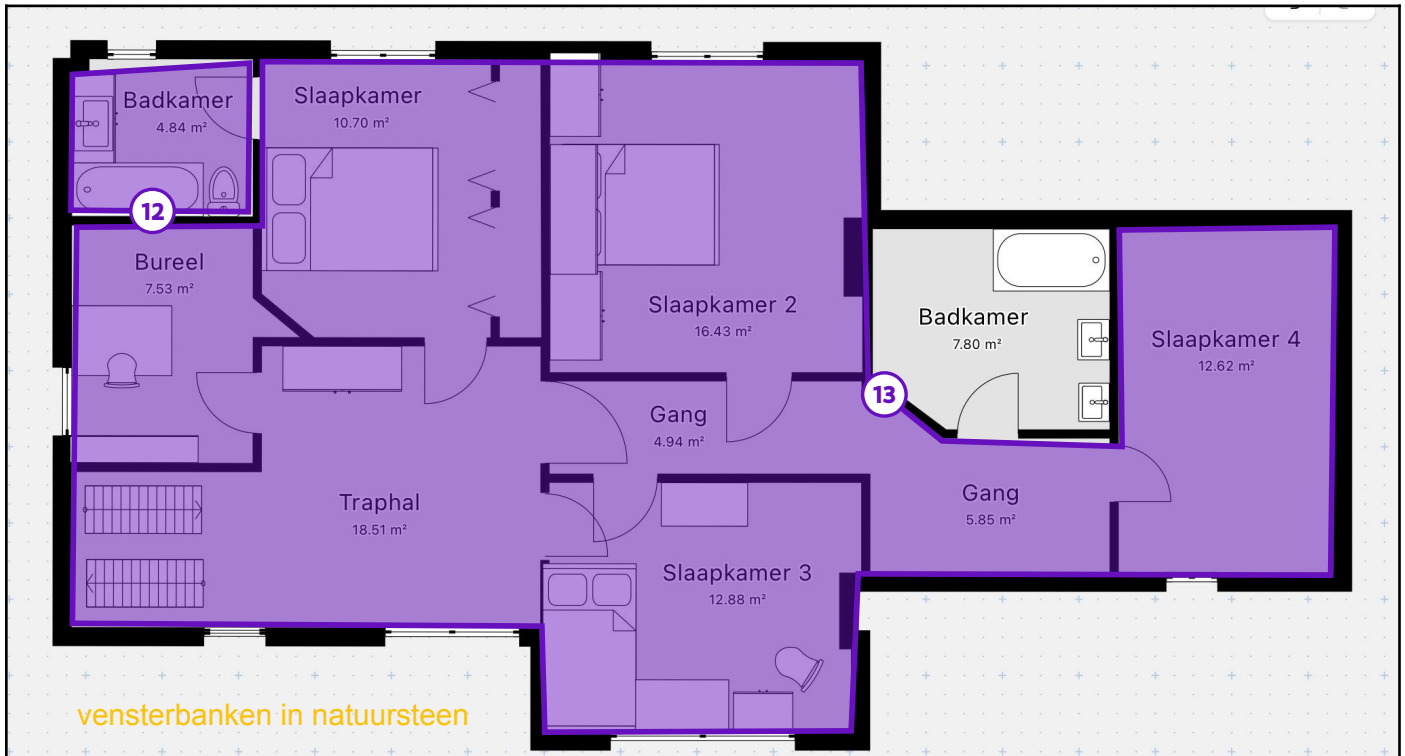 Badkamer
4.84 m²
Slaapkamer
10.70 m²
12
Bureel
7.53 m²
Slaapkamer 2
16.43 m²
Badkamer
7.80 m²
Slaapkamer 4
12.62 m²
13
Gang
4.94 m²
Traphal
18.51 m²
Gang
5.85 m²
Slaapkamer 3
12.88 m²
vensterbanken in natuursteen